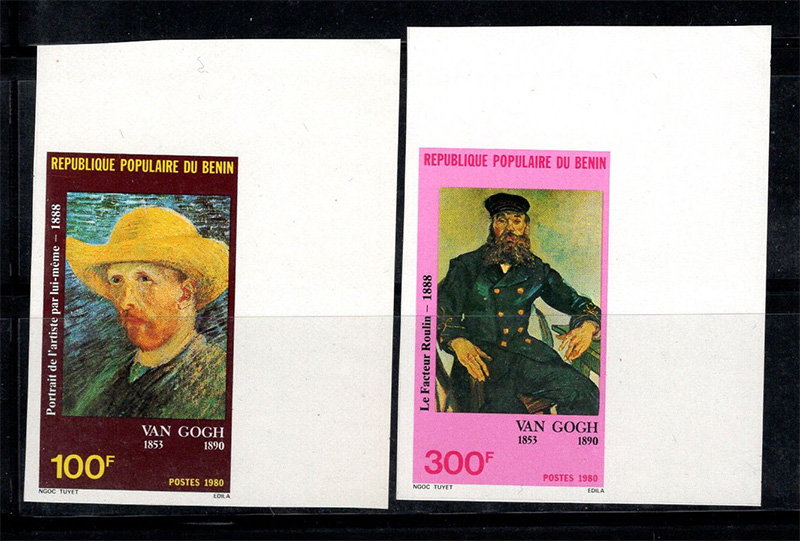 REPUBLIQUE POPULAIRE DU BENIN
Portrait de l'artiste par lui-même – 1888
VAN GOGH
1853 1890
100F
POSTES 1980
NGOC TUYET EDILA
REPUBLIQUE POPULAIRE DU BENIN
Le Facteur Roulin – 1888
VAN GOGH
1853 1890
300F
POSTES 1980
NGOC TUYET EDILA